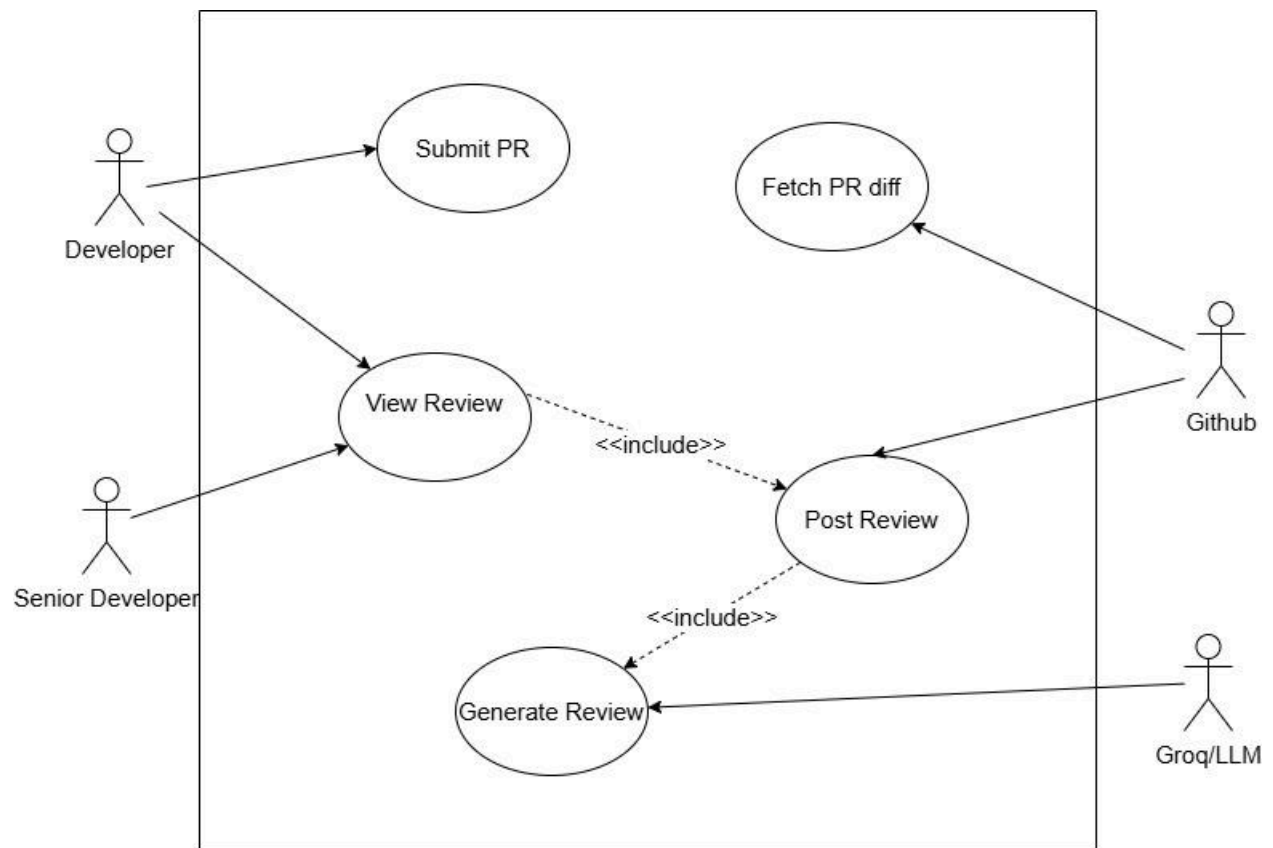 Submit PR
Fetch PR diff
Developer
View Review
Github
<<include>>
Post Review
Senior Developer
<<include>>
Generate Review
Groq/LLM